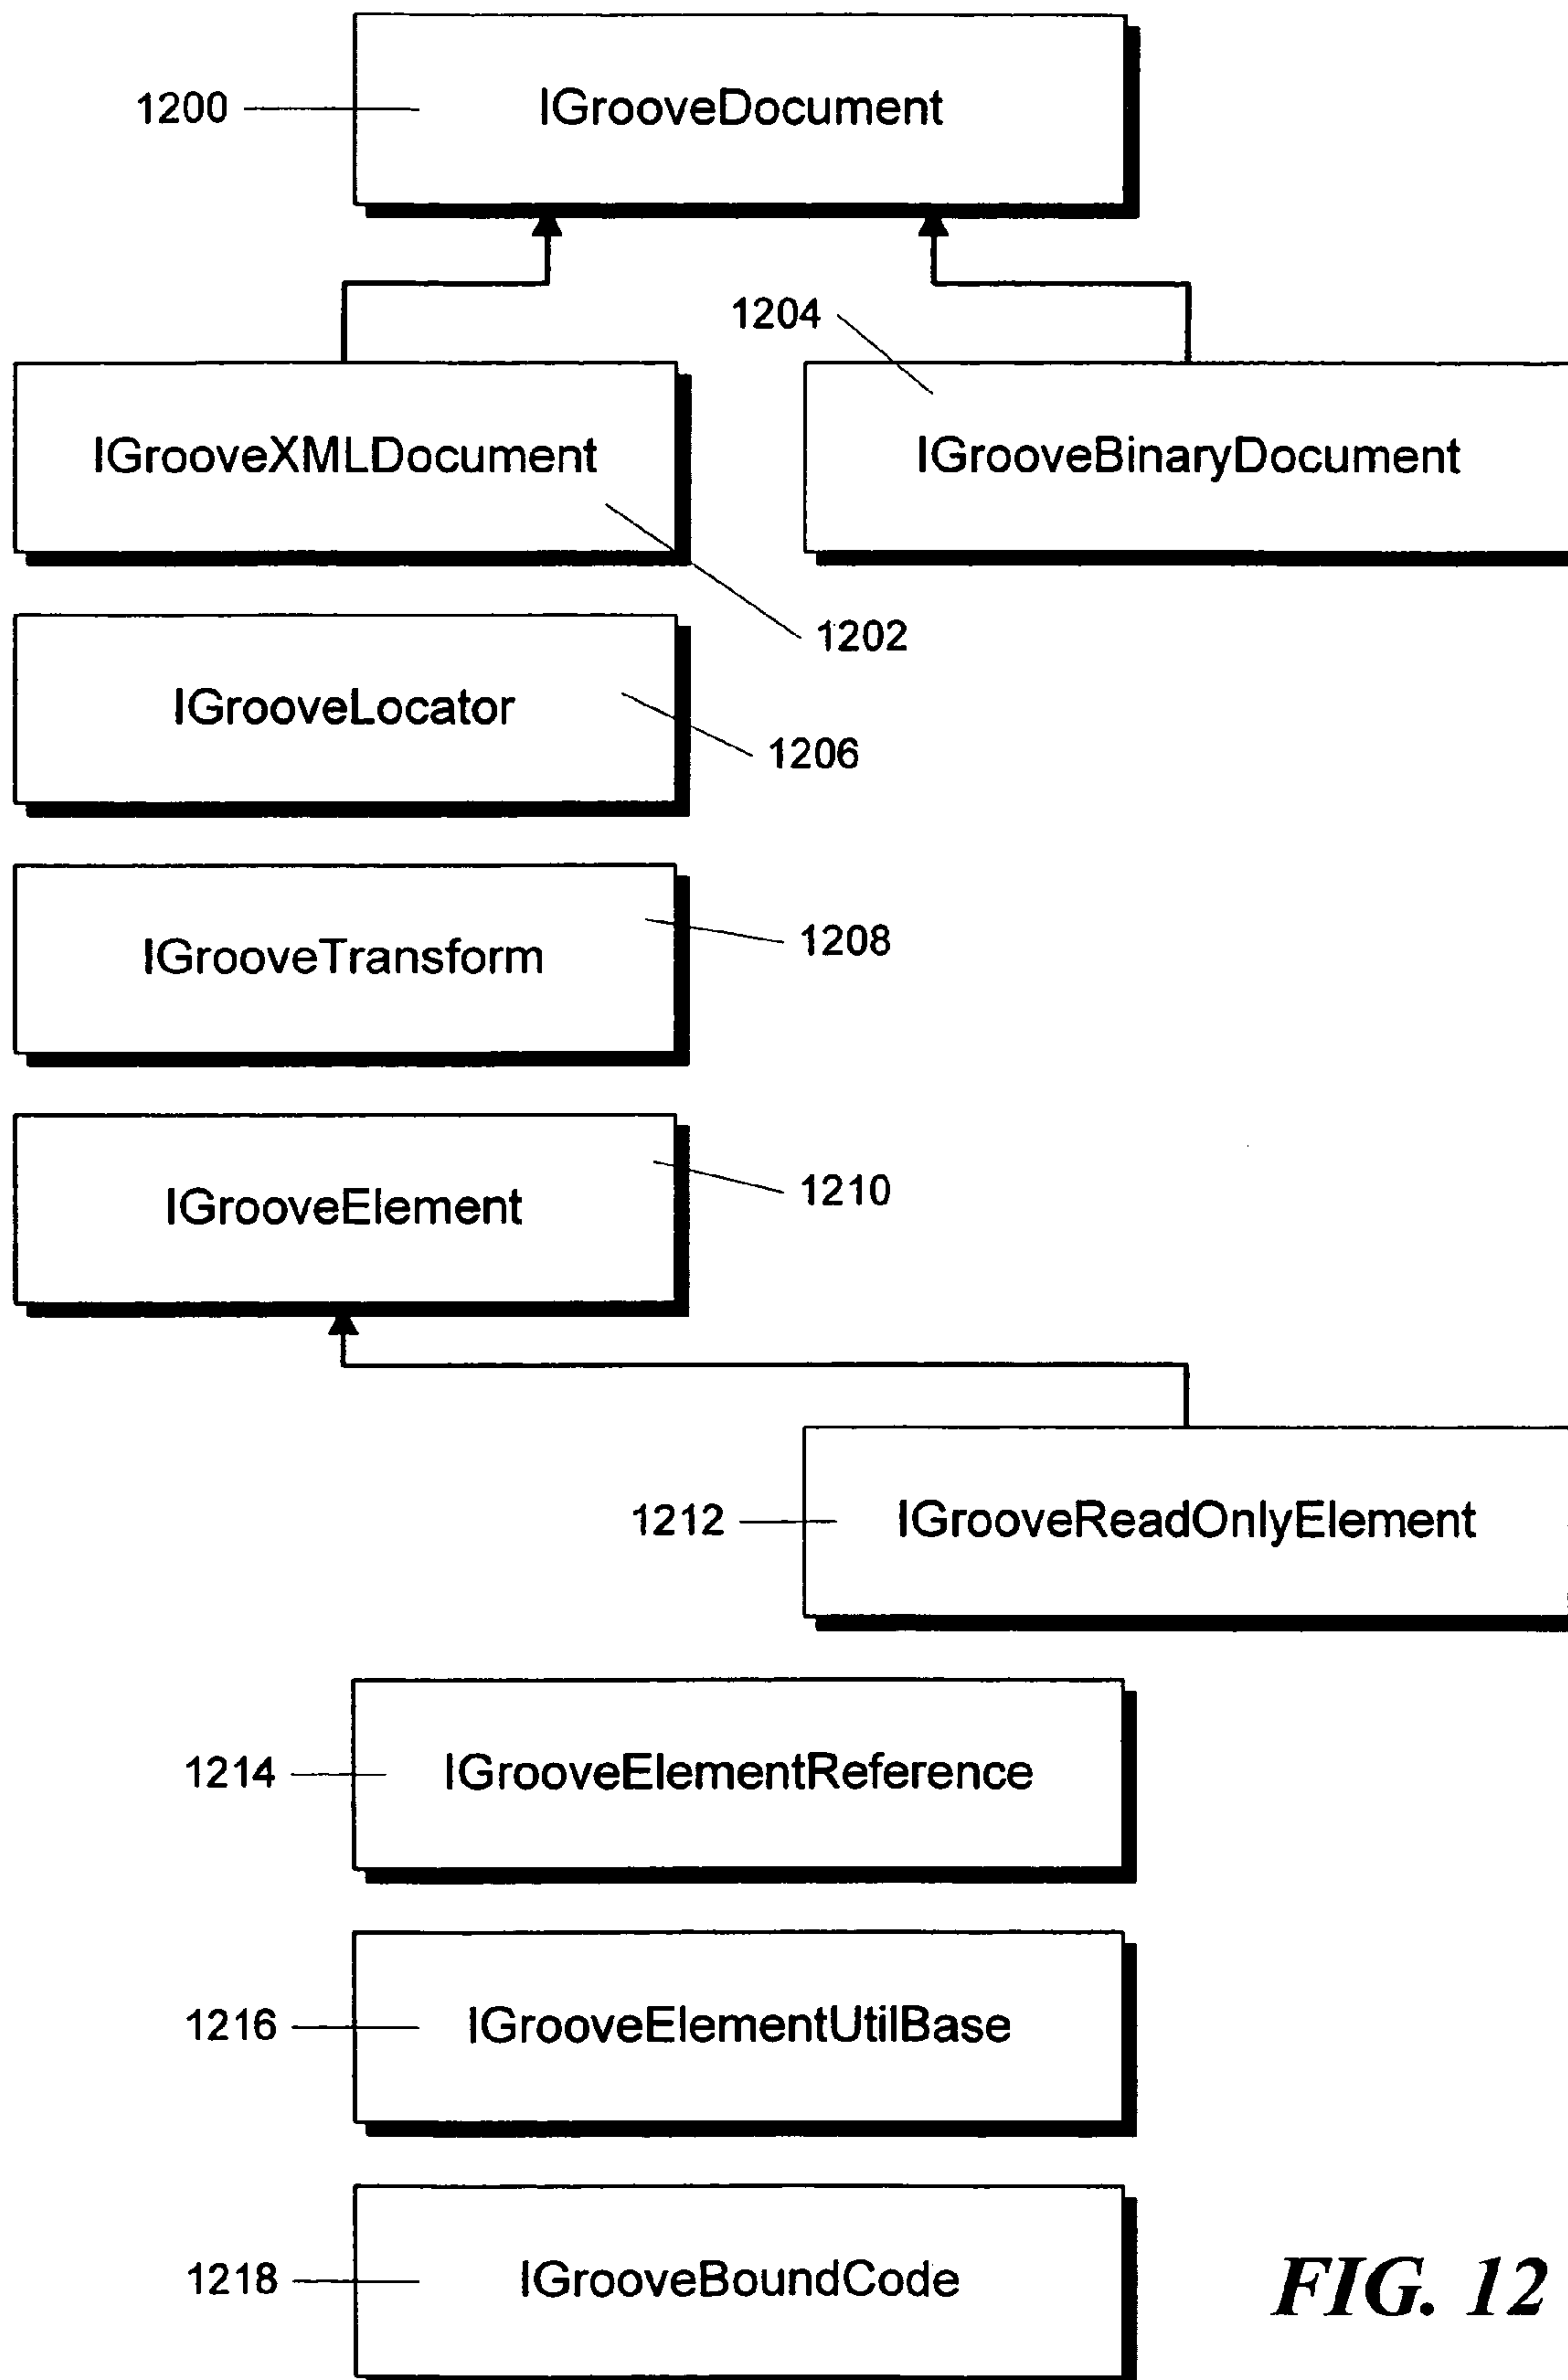 1200
IGrooveDocument
1204
IGrooveXMLDocument
IGrooveBinaryDocument
1202
IGrooveLocator
1206
IGrooveTransform
1208
IGrooveElement
1210
1212
IGrooveReadOnlyElement
1214
IGrooveElementReference
1216
IGrooveElementUtilBase
1218
IGrooveBoundCode
FIG. 12